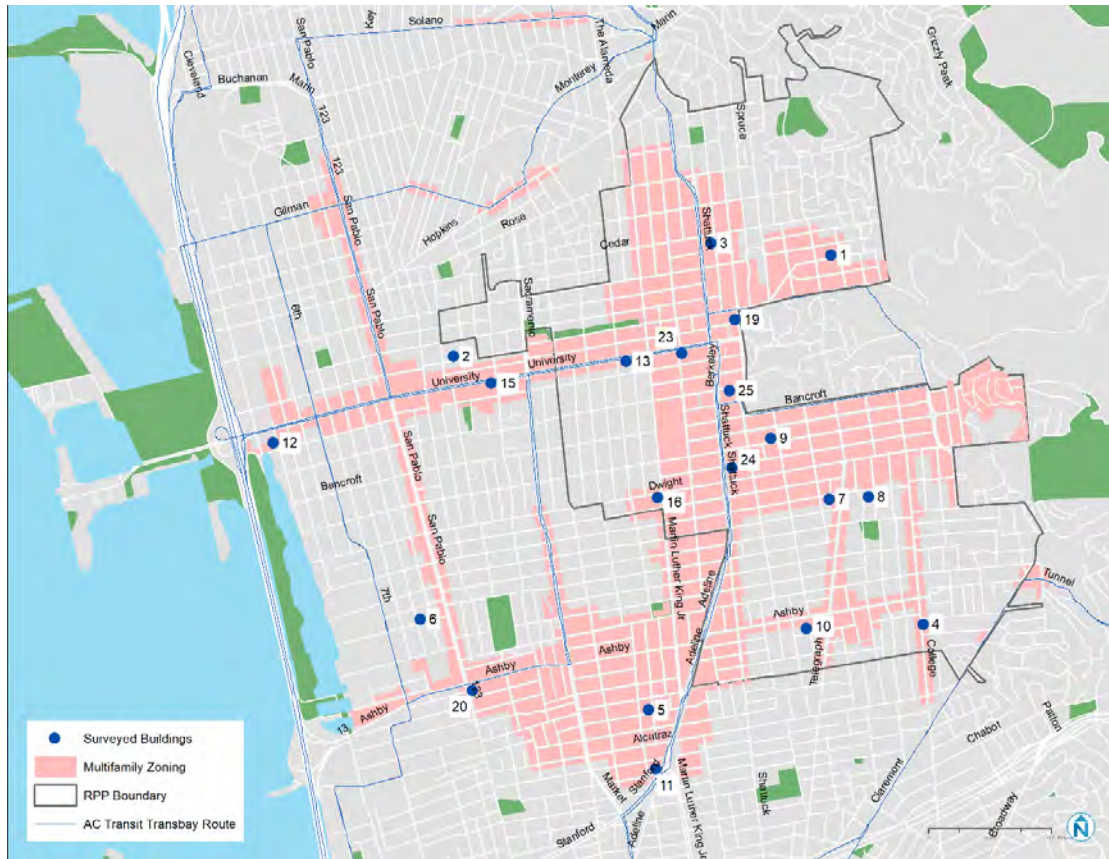 Key
Solano
San Pablo
The Alameda
Marin
Grizzly Peak
Cleveland
Buchanan
Marin
Monterey
123
Spruce
123
Gilman
San Pablo
Hopkins
Rose
Cedar
Shattuck
3
1
6th
San Pablo
Sacramento
19
2
University
University
13
23
Berkeley
15
25
Bancroft
12
San Pablo
Shattuck
Shattuck
9
24
Bancroft
Dwight
16
7
8
San Pablo
Martin Luther King Jr
Adeline
Tunnel
7th
6
Ashby
10
4
Ashby
Ashby
Adeline
Telegraph
College
20
13
Ashby
5
Alcatraz
Patton
Chabot
Stanford
11
Market
Martin Luther King Jr
Shattuck
Claremont
Broadway
Stanford
Adeline
Surveyed Buildings
Multifamily Zoning
RPP Boundary
AC Transit Transbay Route
N